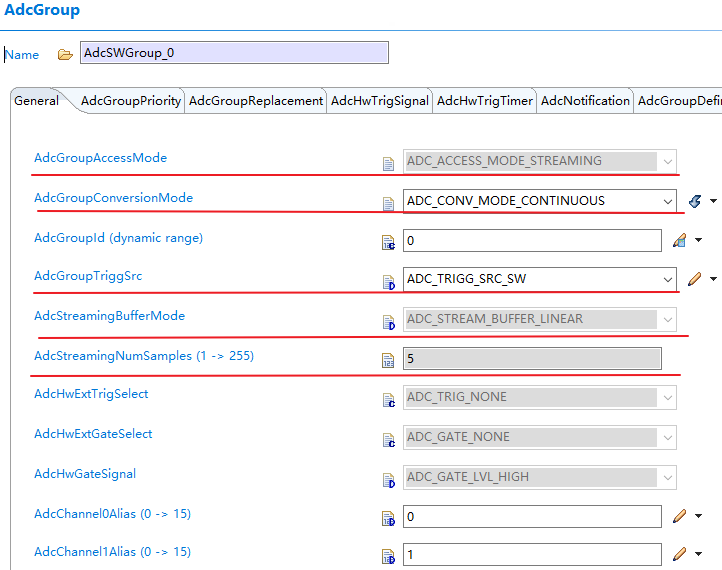 AdcGroup
Name AdcSWGroup_0
General AdcGroupPriority AdcGroupReplacement AdcHwTrigSignal AdcHwTrigTimer AdcNotification AdcGroupDefi
AdcGroupAccessMode ADC_ACCESS_MODE_STREAMING
AdcGroupConversionMode ADC_CONV_MODE_CONTINUOUS
AdcGroupId (dynamic range) 0
AdcGroupTriggSrc ADC_TRIGG_SRC_SW
AdcStreamingBufferMode ADC_STREAM_BUFFER_LINEAR
AdcStreamingNumSamples (1 -> 255) 5
AdcHwExtTrigSelect ADC_TRIG_NONE
AdcHwExtGateSelect ADC_GATE_NONE
AdcHwGateSignal ADC_GATE_LVL_HIGH
AdcChannel0Alias (0 -> 15) 0
AdcChannel1Alias (0 -> 15) 1